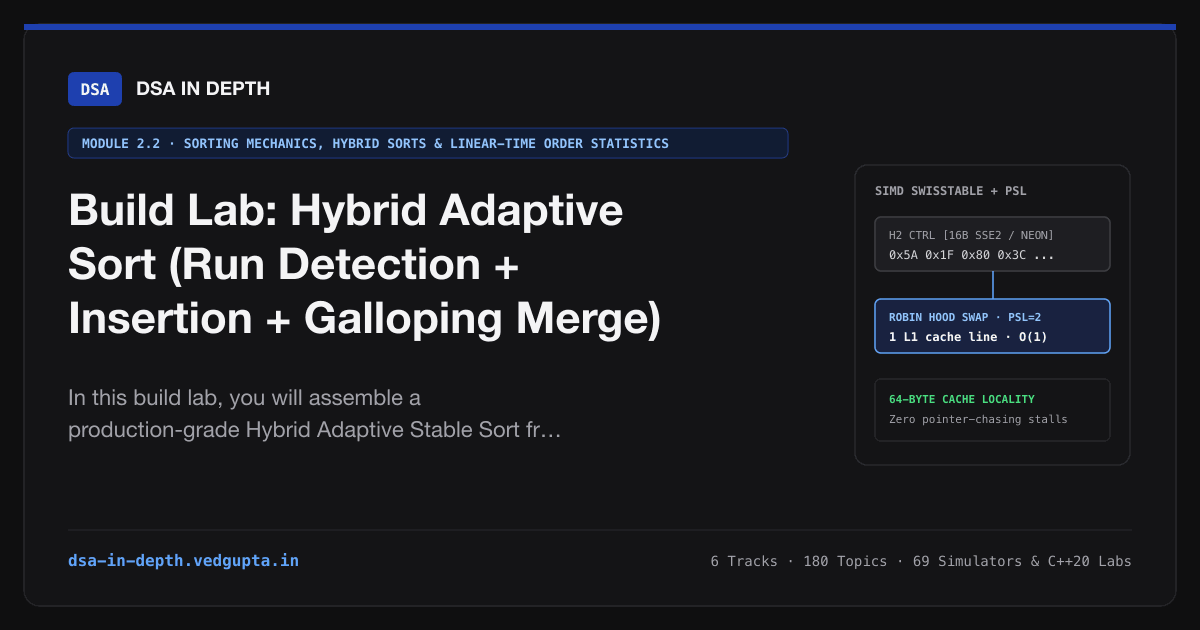 DSA
DSA IN DEPTH
MODULE 2.2 · SORTING MECHANICS, HYBRID SORTS & LINEAR–TIME ORDER STATISTICS
Build Lab: Hybrid Adaptive
Sort (Run Detection +
Insertion + Galloping Merge)
In this build lab, you will assemble a
production-grade Hybrid Adaptive Stable Sort fr…
SIMD SWISSTABLE + PSL
H2 CTRL [16B SSE2 / NEON]
0x5A 0x1F 0x80 0x3C ...
ROBIN HOOD SWAP · PSL=2
1 L1 cache line · O(1)
64–BYTE CACHE LOCALITY
Zero pointer–chasing stalls
dsa–in–depth.vedgupta.in
6 Tracks · 180 Topics · 69 Simulators & C++20 Labs